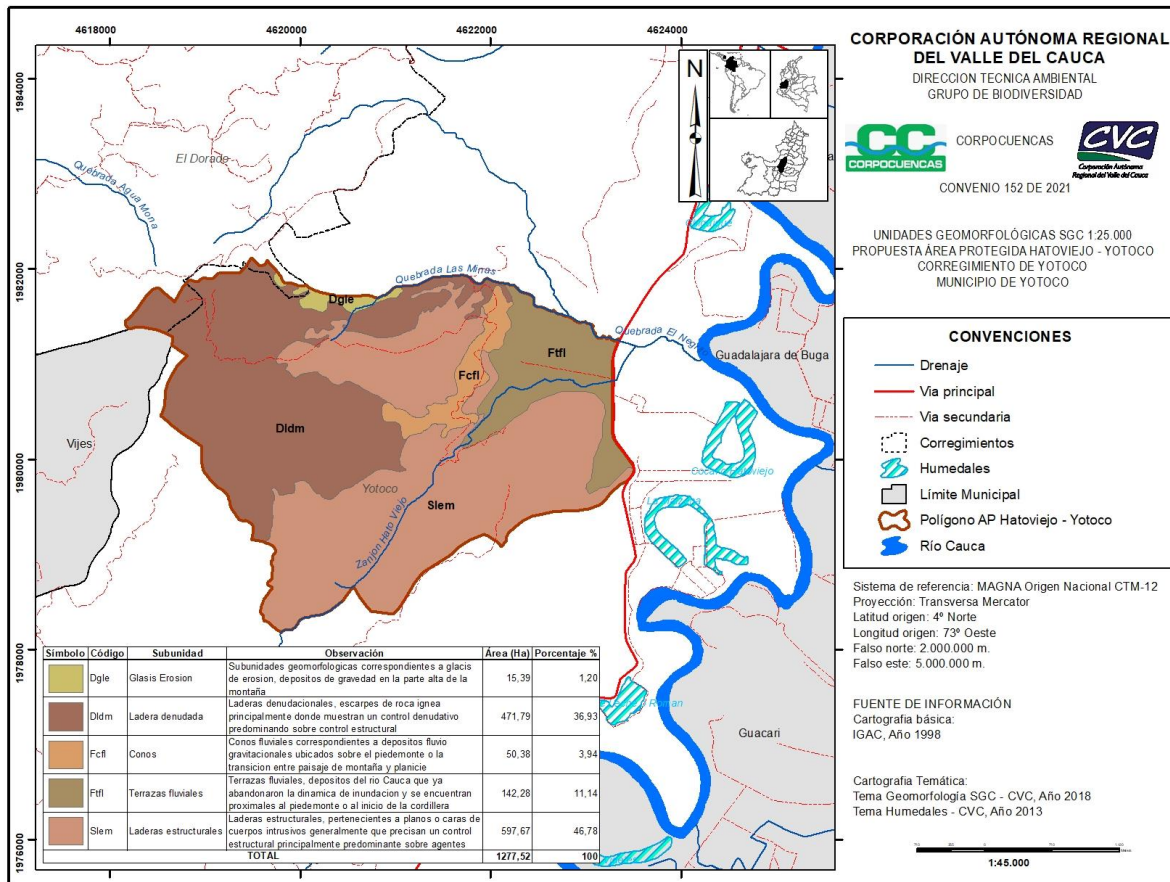 4618000
4620000
4622000
4624000
1984000
1982000
1980000
1978000
1976000
N
El Dorado
Quebrada Agua Mona
Quebrada Las Minas
Quebrada El Negrito
Guadalajara de Buga
Dgle
Ftfl
Fcfl
Dldm
Vijes
Yotoco
Slem
Zanjon Hato Viejo
Guacari
Símbolo Código Subunidad Observación Área (Ha) Porcentaje %
Dgle Glasis Erosion Subunidades geomorfologicas correspondientes a glacis
de erosion, depositos de gravedad en la parte alta de la
montaña 15,39 1,20
Dldm Ladera denudada Laderas denudacionales, escarpes de roca ignea
principalmente donde muestran un control denudativo
predominando sobre control estructural 471,79 36,93
Fcfl Conos Conos fluviales correspondientes a depositos fluvio
gravitacionales ubicados sobre el piedemonte o la
transicion entre paisaje de montaña y planicie 50,38 3,94
Ftfl Terrazas fluviales Terrazas fluviales, depositos del rio Cauca que ya
abandonaron la dinamica de inundacion y se encuentran
proximales al piedemonte o al inicio de la cordillera 142,28 11,14
Slem Laderas estructurales Laderas estructurales, pertenecientes a planos o caras de
cuerpos intrusivos generalmente que precisan un control
estructural principalmente predominante sobre agentes 597,67 46,78
TOTAL 1277,52 100
CORPORACIÓN AUTÓNOMA REGIONAL
DEL VALLE DEL CAUCA
DIRECCION TECNICA AMBIENTAL
GRUPO DE BIODIVERSIDAD
CC
CORPOCUENCAS
CORPOCUENCAS
CVC
Corporación Autónoma
Regional del Valle del Cauca
CONVENIO 152 DE 2021
UNIDADES GEOMORFOLÓGICAS SGC 1:25.000
PROPUESTA ÁREA PROTEGIDA HATOVIEJO - YOTOCO
CORREGIMIENTO DE YOTOCO
MUNICIPIO DE YOTOCO
CONVENCIONES
Drenaje
Via principal
Via secundaria
Corregimientos
Humedales
Límite Municipal
Polígono AP Hatoviejo - Yotoco
Río Cauca
Sistema de referencia: MAGNA Origen Nacional CTM-12
Proyección: Transversa Mercator
Latitud origen: 4º Norte
Longitud origen: 73º Oeste
Falso norte: 2.000.000 m.
Falso este: 5.000.000 m.
FUENTE DE INFORMACIÓN
Cartografia básica:
IGAC, Año 1998
Cartografía Temática:
Tema Geomorfología SGC - CVC, Año 2018
Tema Humedales - CVC, Año 2013
1:45.000